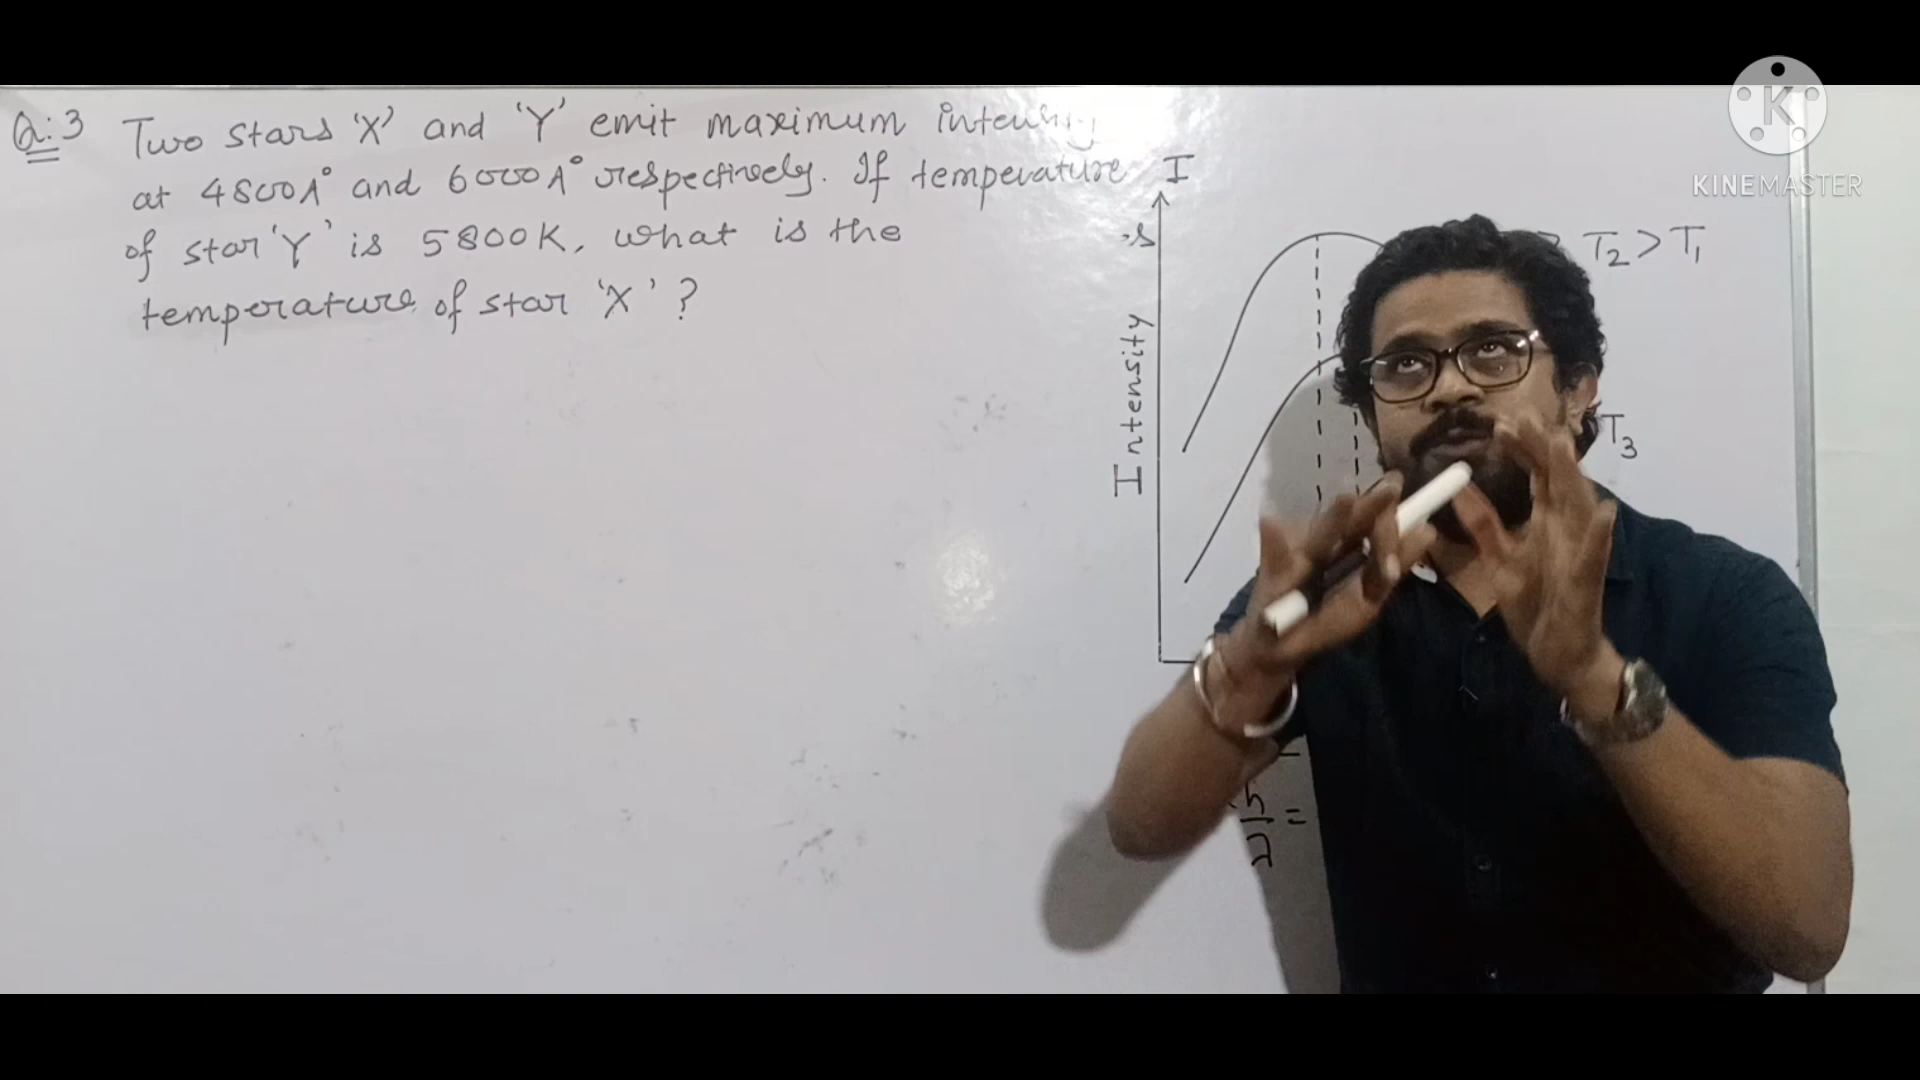 Q:3 Two stars 'X' and 'Y' emit maximum intensity
at 4800A° and 6000A° respectively. If temperature
of star 'Y' is 5800K, what is the
temperature of star 'X' ?
I
Intensity
T2 > T1
T3
K
KINEMASTER